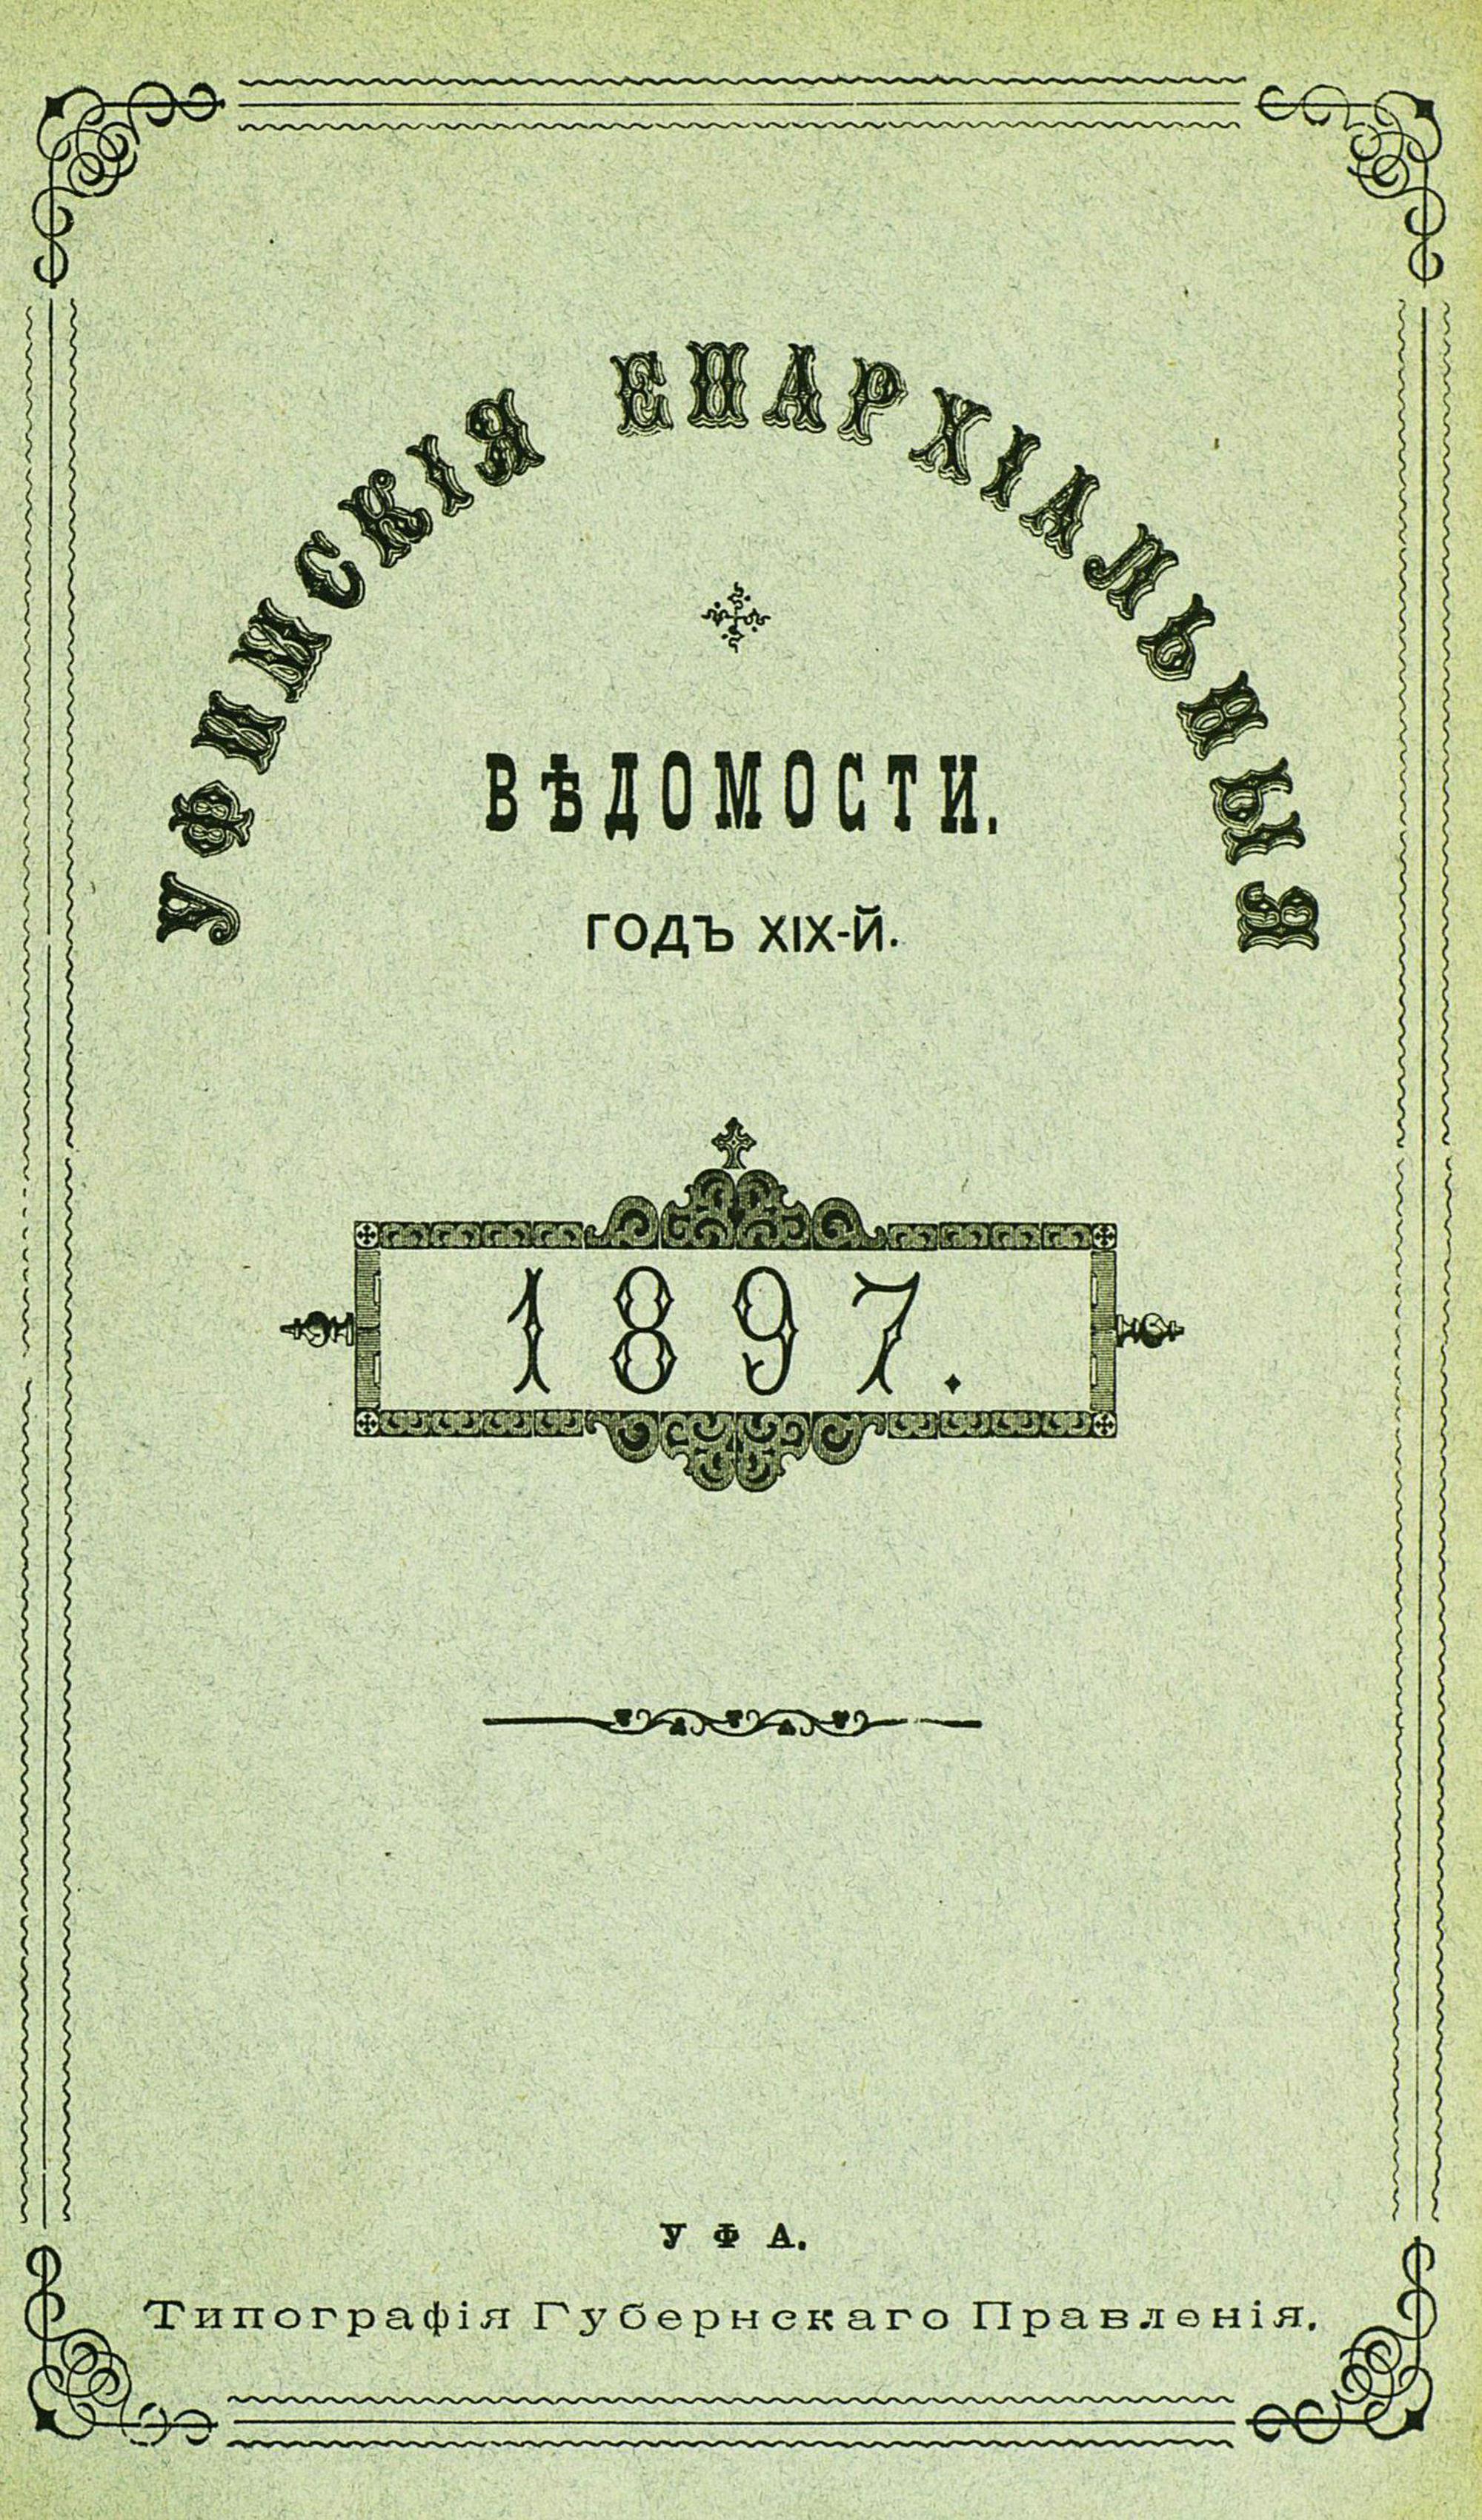 УФИМСКІЯ ЕПАРХІАЛЬНЫЯ
ВѢДОМОСТИ.
ГОДЪ XIX-Й.
1897.
УФА.
Типографія Губернскаго Правленія.